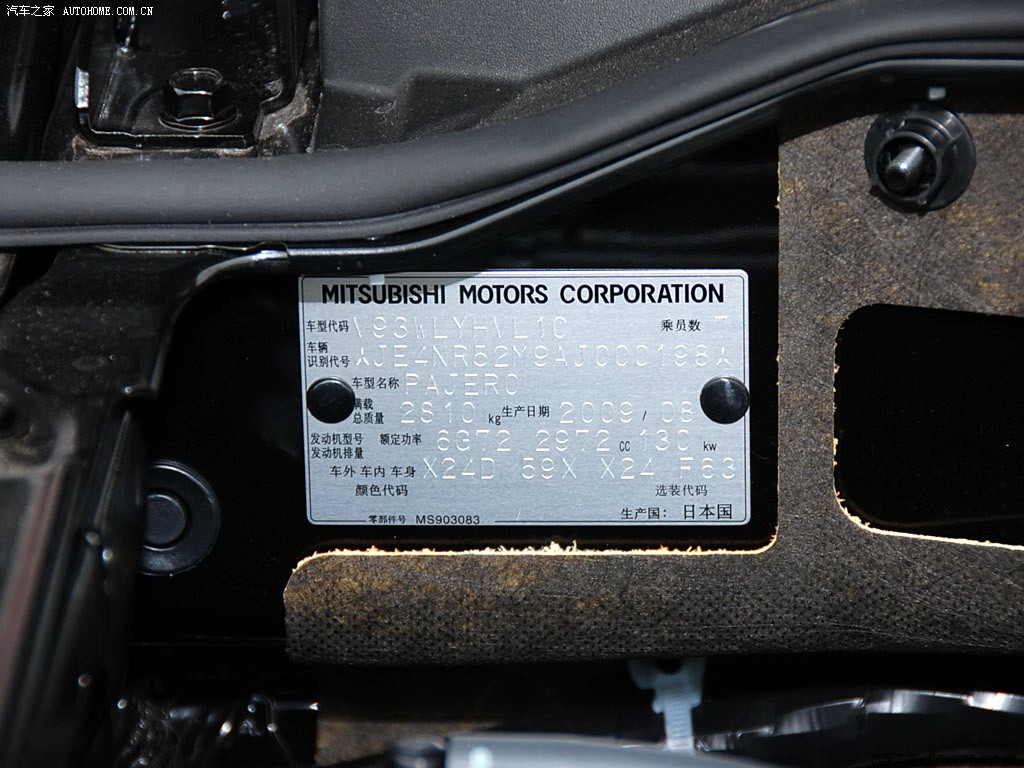 汽车之家 AUTOHOME.COM.CN
MITSUBISHI MOTORS CORPORATION
车型代码 V93WLYHVL1C 乘员数 7
车辆
识别代号 JE4NR52M9AJ000198
车型名称 PAJERO
满载
总质量 2810 kg 生产日期 2009 / 08
发动机型号 额定功率 6G72 2972 CC 130 kw
发动机排量
车外 车内 车身 X24D 59X X24 F63
颜色代码 选装代码
生产国： 日本国
零部件号 MS903083